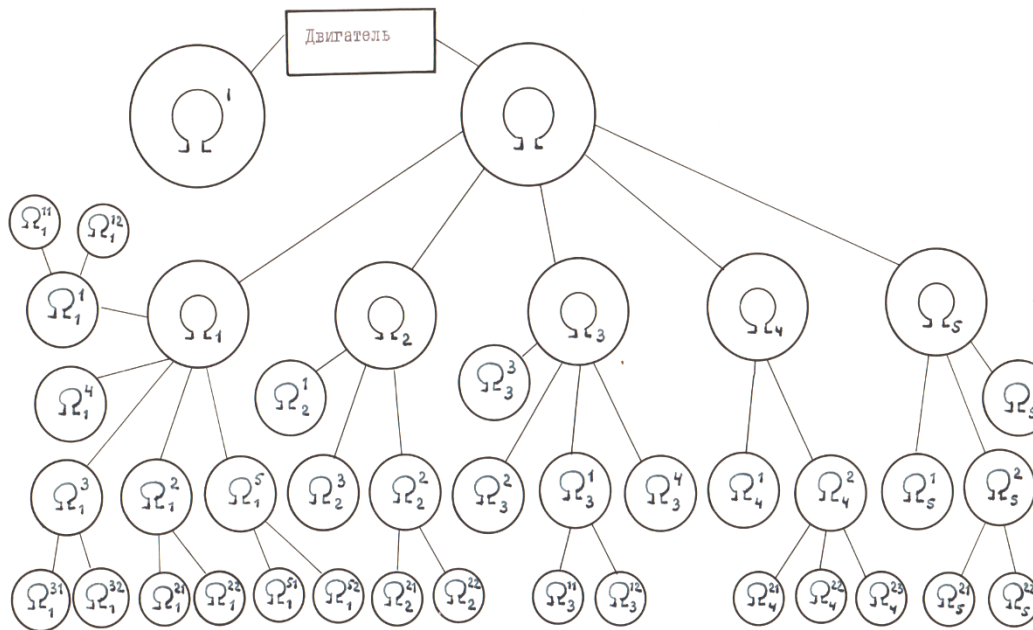 Двигатель
Ω¹ Ω
Ω₁¹¹ Ω₁¹²
Ω₁¹ Ω₁ Ω₂ Ω₃ Ω₄ Ω₅
Ω₁⁴ Ω₂¹ Ω₃³
Ω₁³ Ω₁² Ω₁⁵ Ω₂³ Ω₂² Ω₃² Ω₃¹ Ω₃⁴ Ω₄¹ Ω₄² Ω₅¹ Ω₅²
Ω₁³¹ Ω₁³² Ω₁²¹ Ω₁²² Ω₁⁵¹ Ω₁⁵² Ω₂²¹ Ω₂²² Ω₃¹¹ Ω₃¹² Ω₄²¹ Ω₄²² Ω₄²³ Ω₅²¹